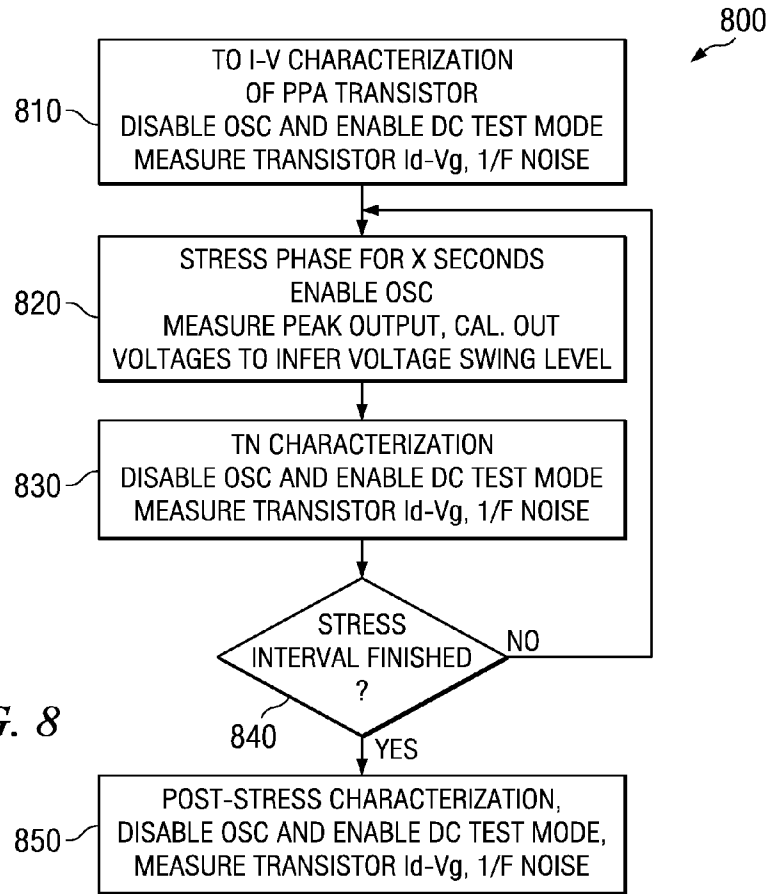 800
TO I-V CHARACTERIZATION
OF PPA TRANSISTOR
DISABLE OSC AND ENABLE DC TEST MODE
MEASURE TRANSISTOR Id-Vg, 1/F NOISE
810
STRESS PHASE FOR X SECONDS
ENABLE OSC
MEASURE PEAK OUTPUT, CAL. OUT
VOLTAGES TO INFER VOLTAGE SWING LEVEL
820
TN CHARACTERIZATION
DISABLE OSC AND ENABLE DC TEST MODE
MEASURE TRANSISTOR Id-Vg, 1/F NOISE
830
STRESS
INTERVAL FINISHED
?
NO
840
YES
G. 8
POST-STRESS CHARACTERIZATION,
DISABLE OSC AND ENABLE DC TEST MODE,
MEASURE TRANSISTOR Id-Vg, 1/F NOISE
850